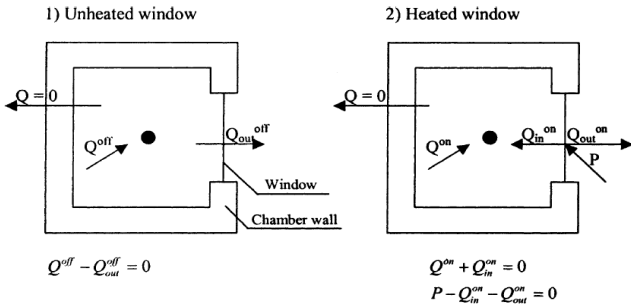 1) Unheated window
2) Heated window
Q = 0
Q^off
Q_out^off
Window
Chamber wall
Q = 0
Q^on
Q_in^on
Q_out^on
P
Q^off − Q_out^off = 0
Q^on + Q_in^on = 0
P − Q_in^on − Q_out^on = 0